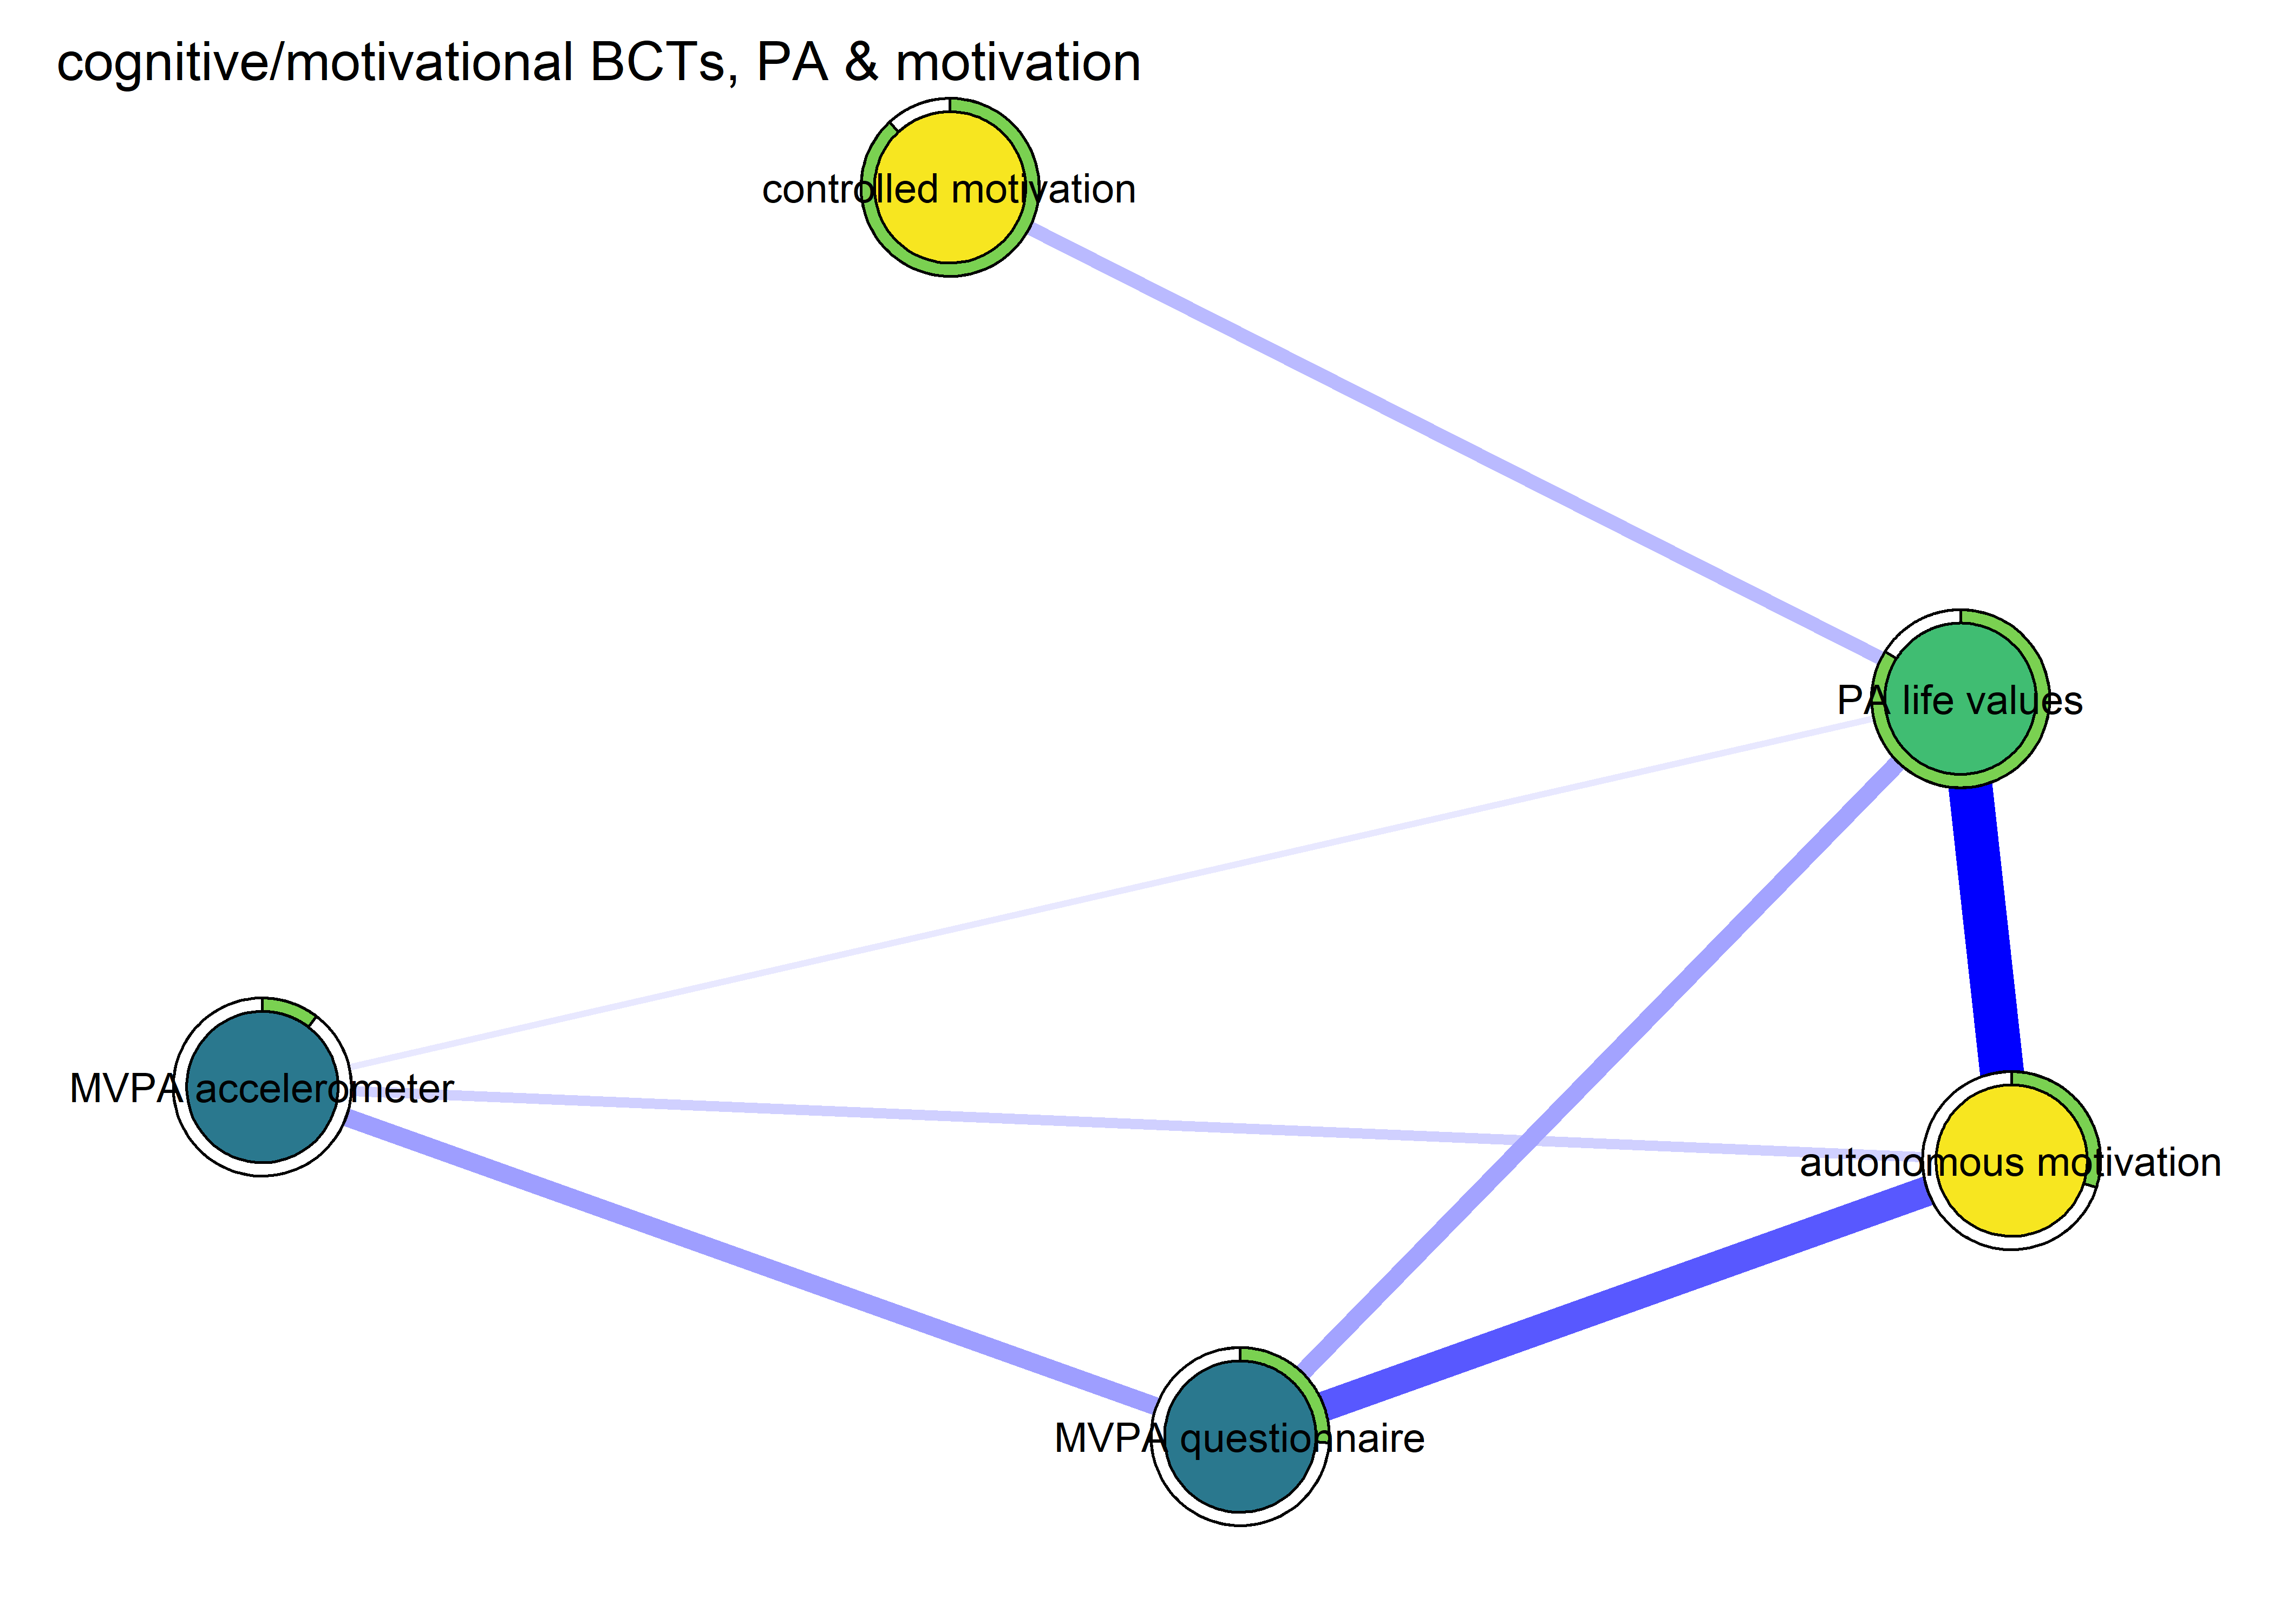 cognitive/motivational BCTs, PA & motivation
controlled motivation
PA life values
MVPA accelerometer
autonomous motivation
MVPA questionnaire